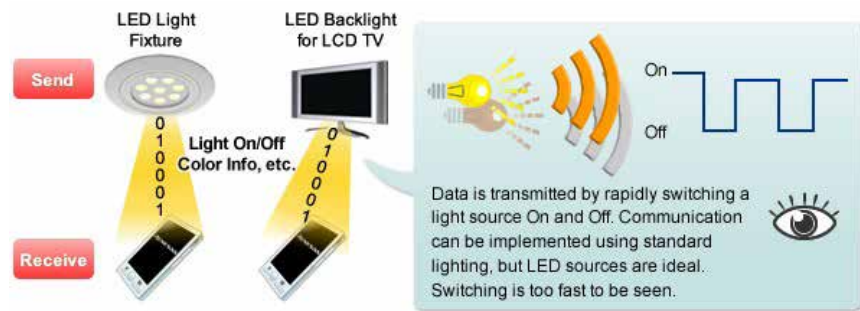 LED Light
Fixture
LED Backlight
for LCD TV
Send
0
1
0
0
0
1
Light On/Off
Color Info, etc.
0
1
0
0
0
1
Receive
On
Off
Data is transmitted by rapidly switching a
light source On and Off. Communication
can be implemented using standard
lighting, but LED sources are ideal.
Switching is too fast to be seen.